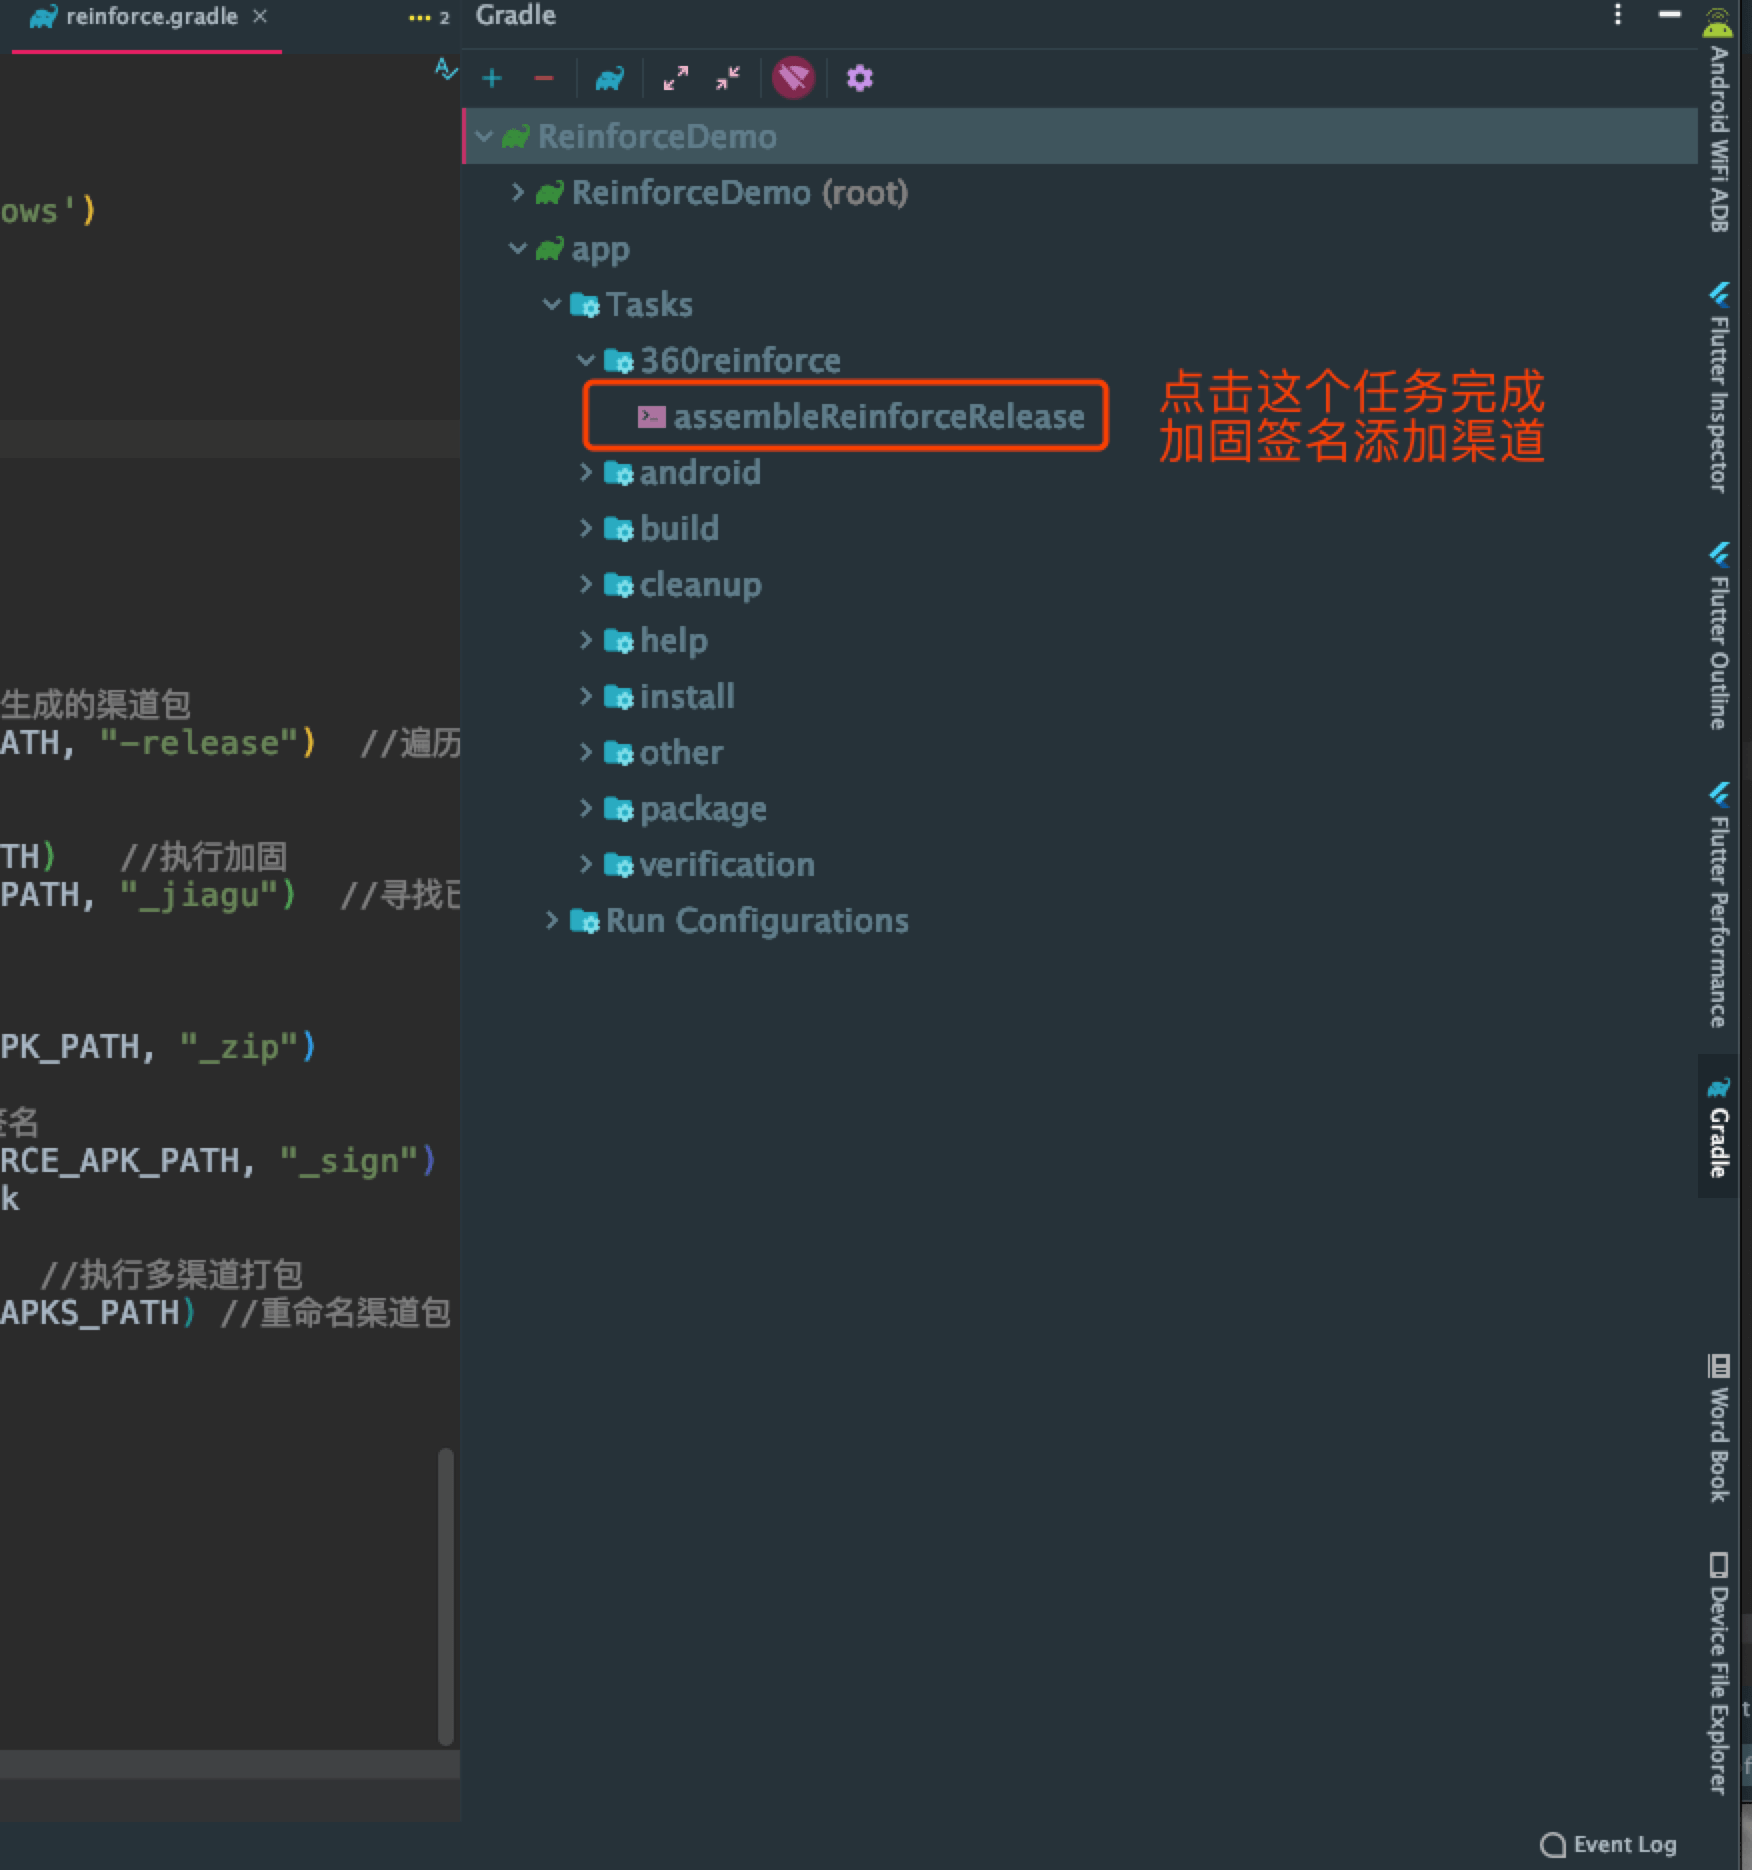 reinforce.gradle
2
Gradle
ows')
生成的渠道包
ATH, "-release") //遍历
TH) //执行加固
PATH, "_jiagu") //寻找已
PK_PATH, "_zip")
签名
RCE_APK_PATH, "_sign")
k
//执行多渠道打包
APKS_PATH) //重命名渠道包
ReinforceDemo
ReinforceDemo (root)
app
Tasks
360reinforce
assembleReinforceRelease
点击这个任务完成
加固签名添加渠道
android
build
cleanup
help
install
other
package
verification
Run Configurations
Android WiFi ADB
Flutter Inspector
Flutter Outline
Flutter Performance
Gradle
Word Book
Device File Explorer
Event Log